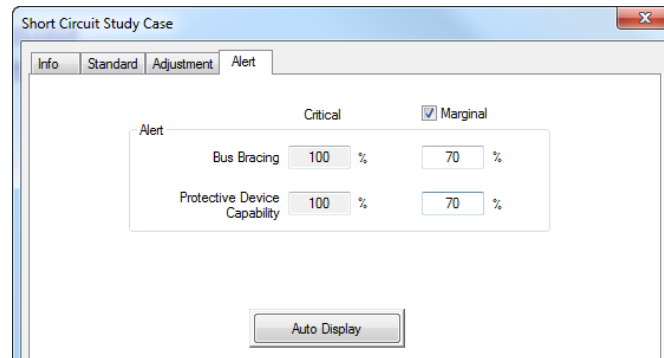 Short Circuit Study Case
Info Standard Adjustment Alert
Critical Marginal
Alert
Bus Bracing 100 % 70 %
Protective Device
Capability 100 % 70 %
Auto Display